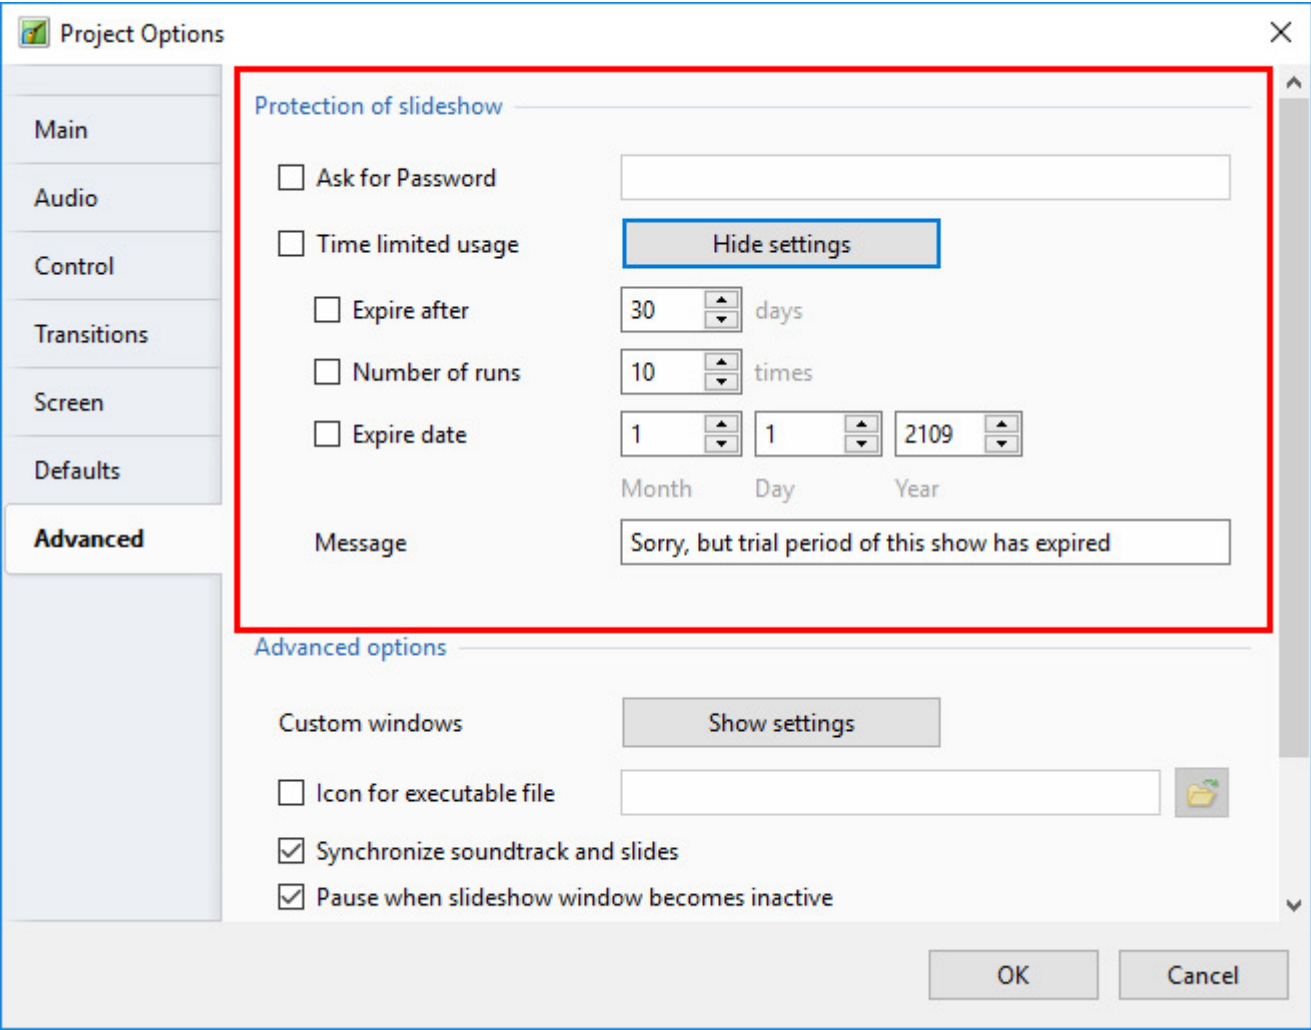 Project Options
Main
Audio
Control
Transitions
Screen
Defaults
Advanced
Protection of slideshow
Ask for Password
Time limited usage Hide settings
Expire after 30 days
Number of runs 10 times
Expire date 1 1 2109
Month Day Year
Message Sorry, but trial period of this show has expired
Advanced options
Custom windows Show settings
Icon for executable file
Synchronize soundtrack and slides
Pause when slideshow window becomes inactive
OK Cancel